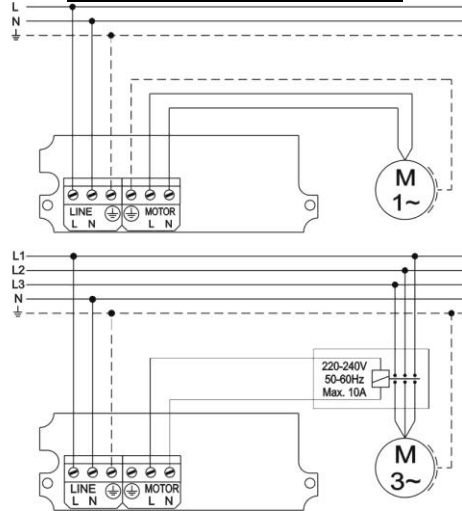 L
N
M
1~
LINE
MOTOR
L N
L N
L1
L2
L3
N
220-240V
50-60Hz
Max. 10A
M
3~
LINE
MOTOR
L N
L N